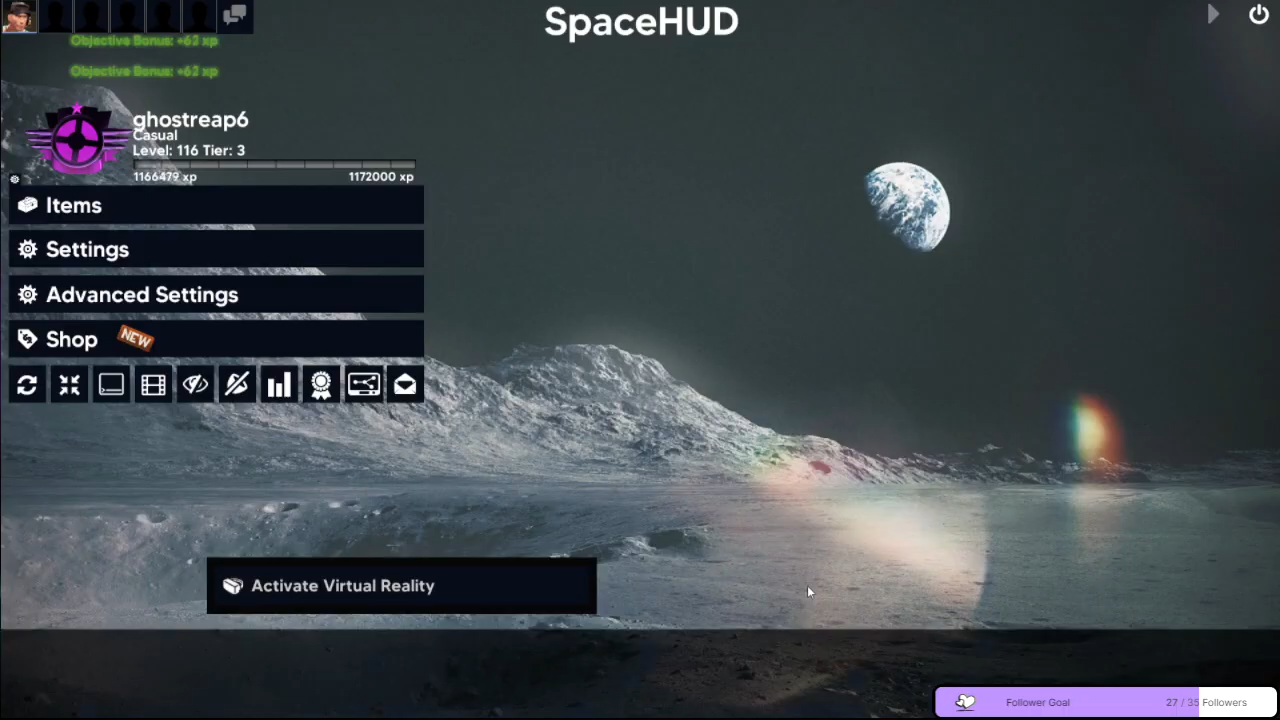 SpaceHUD
Objective Bonus: +62 xp
Objective Bonus: +62 xp
ghostreap6
Casual
Level: 116 Tier: 3
1166479 xp 1172000 xp
Items
Settings
Advanced Settings
Shop NEW
Activate Virtual Reality
Follower Goal 27 / 35 Followers